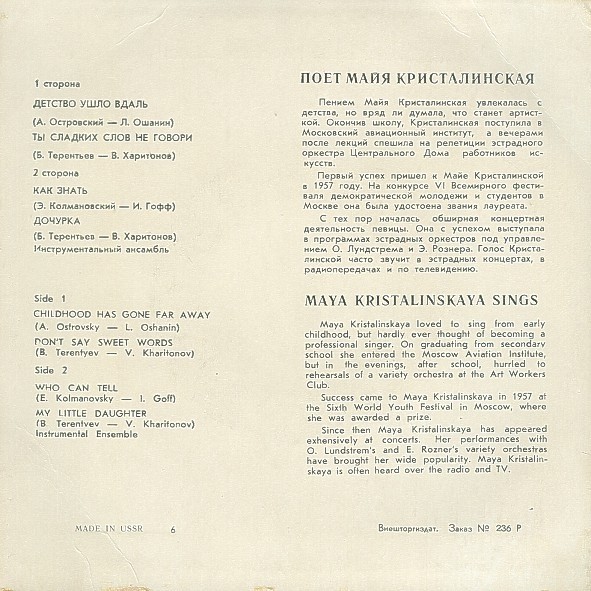 1 сторона
ДЕТСТВО УШЛО ВДАЛЬ
(А. Островский — Л. Ошанин)
ТЫ СЛАДКИХ СЛОВ НЕ ГОВОРИ
(Б. Терентьев — В. Харитонов)
2 сторона
КАК ЗНАТЬ
(Э. Колмановский — И. Гофф)
ДОЧУРКА
(Б. Терентьев — В. Харитонов)
Инструментальный ансамбль
Side 1
CHILDHOOD HAS GONE FAR AWAY
(A. Ostrovsky — L. Oshanin)
DON'T SAY SWEET WORDS
(B. Terentyev — V. Kharitonov)
Side 2
WHO CAN TELL
(E. Kolmanovsky — I. Goff)
MY LITTLE DAUGHTER
(B Terentyev — V. Kharitonov)
Instrumental Ensemble
ПОЕТ МАЙЯ КРИСТАЛИНСКАЯ
Пением Майя Кристалинская увлекалась с
детства, но вряд ли думала, что станет артист-
кой. Окончив школу, Кристалинская поступила в
Московский авиационный институт, а вечерами
после лекций спешила на репетиции эстрадного
оркестра Центрального Дома работников ис-
кусств.
Первый успех пришел к Майе Кристалинской
в 1957 году. На конкурсе VI Всемирного фести-
валя демократической молодежи и студентов в
Москве она была удостоена звания лауреата.
С тех пор началась обширная концертная
деятельность певицы. Она с успехом выступала
в программах эстрадных оркестров под управле-
нием О. Лундстрема и Э. Рознера. Голос Криста-
линской часто звучит в эстрадных концертах, в
радиопередачах и по телевидению.
MAYA KRISTALINSKAYA SINGS
Maya Kristalinskaya loved to sing from early
childhood, but hardly ever thought of becoming a
professional singer. On graduating from secondary
school she entered the Moscow Aviation Institute,
but in the evenings, after school, hurried to
rehearsals of a variety orchestra at the Art Workers
Club.
Success came to Maya Kristalinskaya in 1957 at
the Sixth World Youth Festival in Moscow, where
she was awarded a prize.
Since then Maya Kristalinskaya has appeared
exhensively at concerts. Her performances with
O. Lundstrem's and E. Rozner's variety orchestras
have brought her wide popularity. Maya Kristalin-
skaya is often heard over the radio and TV.
MADE IN USSR 6
Внешторгиздат. Заказ № 236 Р